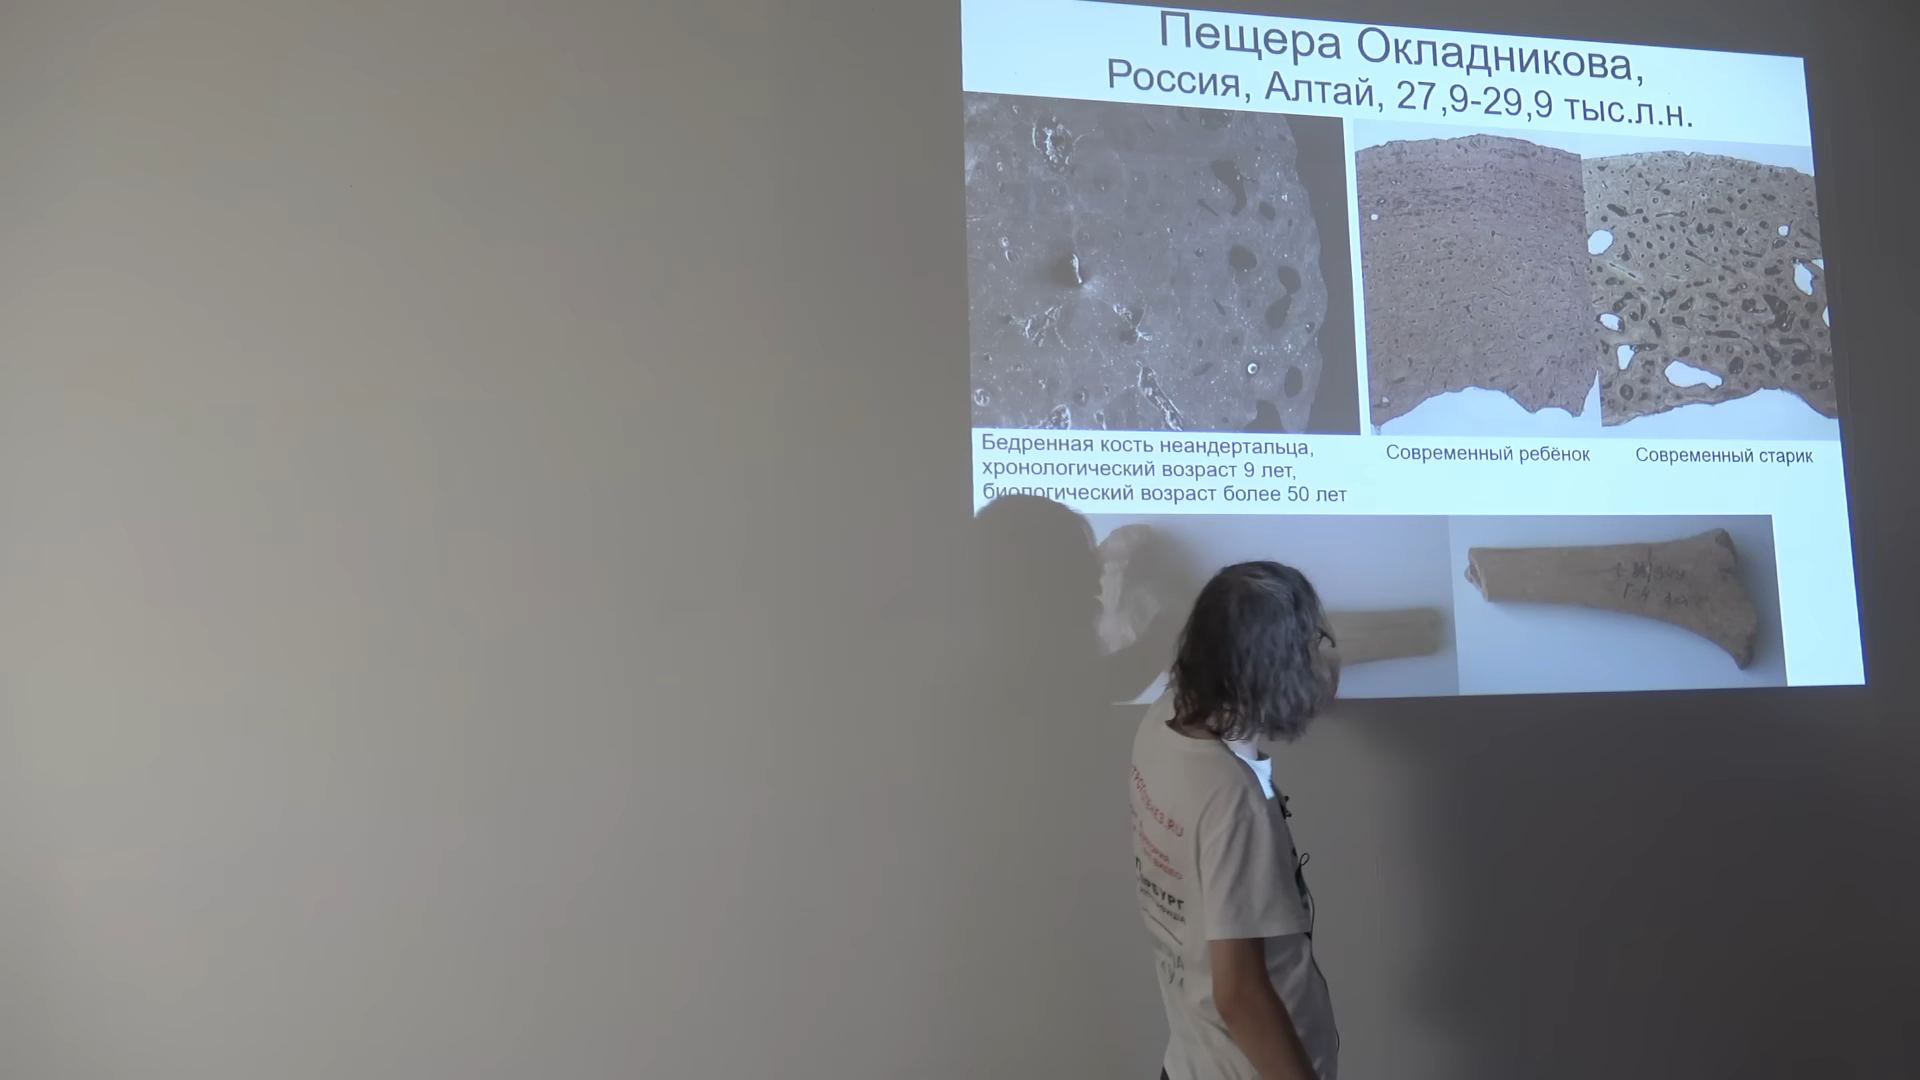 Пещера Окладникова,
Россия, Алтай, 27,9-29,9 тыс.л.н.
Бедренная кость неандертальца,
хронологический возраст 9 лет,
биологический возраст более 50 лет
Современный ребёнок
Современный старик